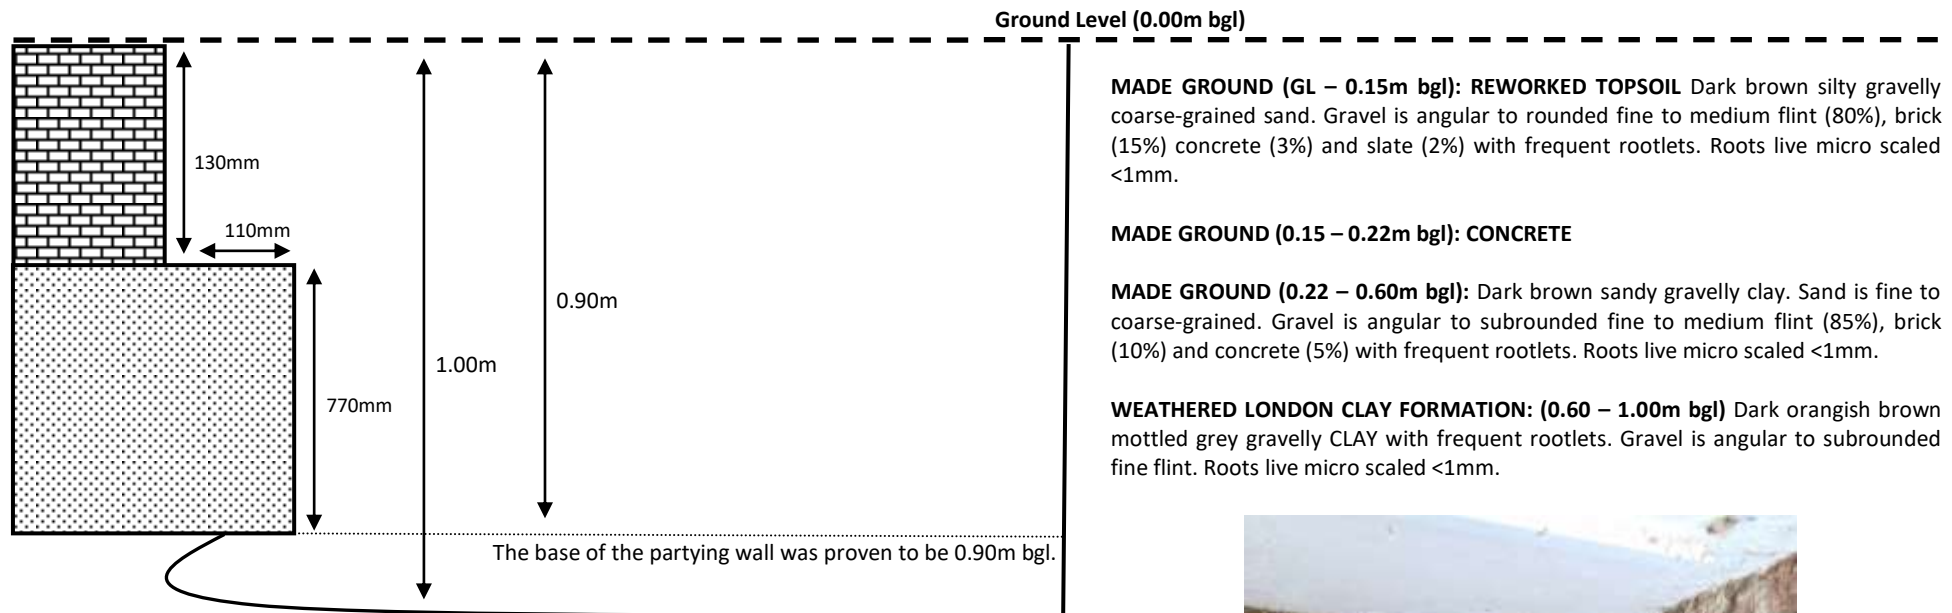 Ground Level (0.00m bgl)
130mm
110mm
770mm
1.00m
0.90m
The base of the partying wall was proven to be 0.90m bgl.
MADE GROUND (GL – 0.15m bgl): REWORKED TOPSOIL Dark brown silty gravelly
coarse-grained sand. Gravel is angular to rounded fine to medium flint (80%), brick
(15%) concrete (3%) and slate (2%) with frequent rootlets. Roots live micro scaled
<1mm.
MADE GROUND (0.15 – 0.22m bgl): CONCRETE
MADE GROUND (0.22 – 0.60m bgl): Dark brown sandy gravelly clay. Sand is fine to
coarse-grained. Gravel is angular to subrounded fine to medium flint (85%), brick
(10%) and concrete (5%) with frequent rootlets. Roots live micro scaled <1mm.
WEATHERED LONDON CLAY FORMATION: (0.60 – 1.00m bgl) Dark orangish brown
mottled grey gravelly CLAY with frequent rootlets. Gravel is angular to subrounded
fine flint. Roots live micro scaled <1mm.